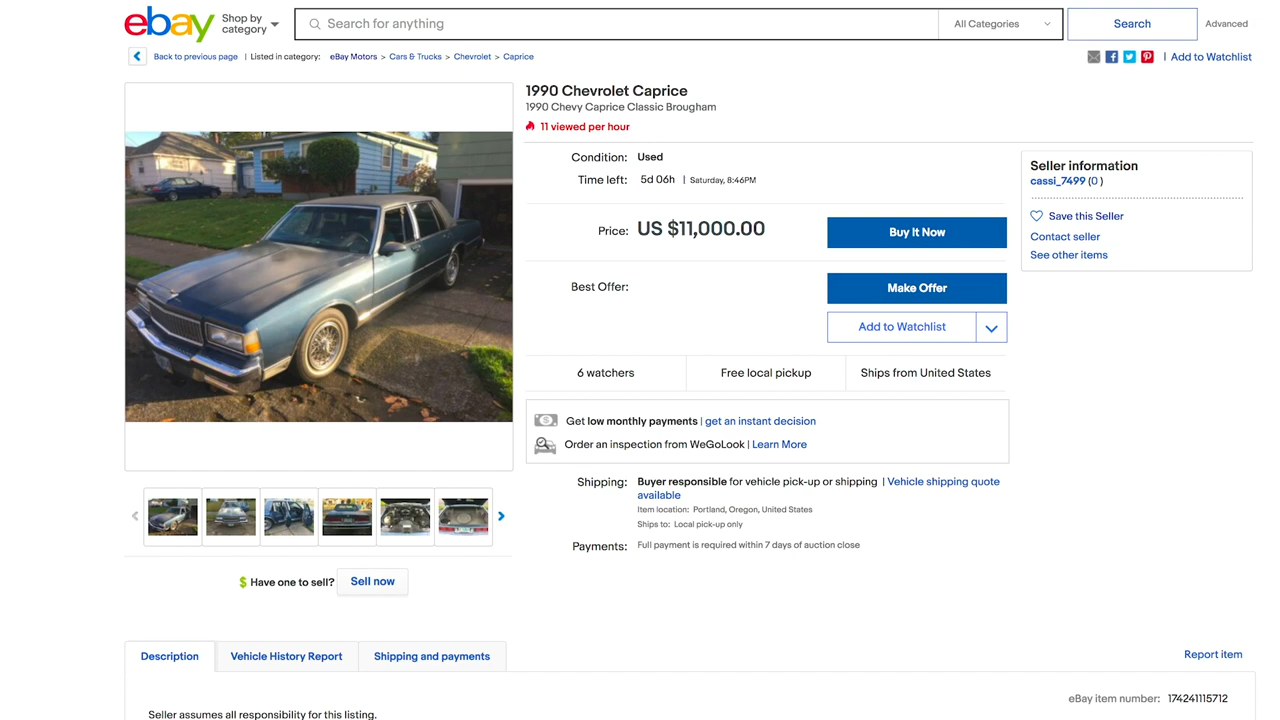 ebay
Shop by
category
Search for anything
All Categories
Search
Advanced
Back to previous page | Listed in category: eBay Motors > Cars & Trucks > Chevrolet > Caprice
| Add to Watchlist
1990 Chevrolet Caprice
1990 Chevy Caprice Classic Brougham
11 viewed per hour
Condition: Used
Time left: 5d 06h | Saturday, 8:46PM
Price: US $11,000.00
Buy It Now
Best Offer:
Make Offer
Add to Watchlist
6 watchers
Free local pickup
Ships from United States
Seller information
cassi_7499 (0 )
Save this Seller
Contact seller
See other items
Get low monthly payments | get an instant decision
Order an inspection from WeGoLook | Learn More
Shipping: Buyer responsible for vehicle pick-up or shipping | Vehicle shipping quote
available
Item location: Portland, Oregon, United States
Ships to: Local pick-up only
Payments: Full payment is required within 7 days of auction close
$ Have one to sell? Sell now
Description
Vehicle History Report
Shipping and payments
Report item
eBay item number: 174241115712
Seller assumes all responsibility for this listing.